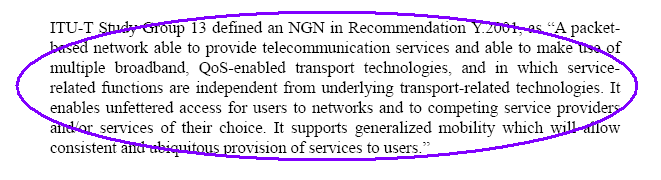 ITU-T Study Group 13 defined an NGN in Recommendation Y.2001, as “A packet-
based network able to provide telecommunication services and able to make use of
multiple broadband, QoS-enabled transport technologies, and in which service-
related functions are independent from underlying transport-related technologies. It
enables unfettered access for users to networks and to competing service providers
and/or services of their choice. It supports generalized mobility which will allow
consistent and ubiquitous provision of services to users.”